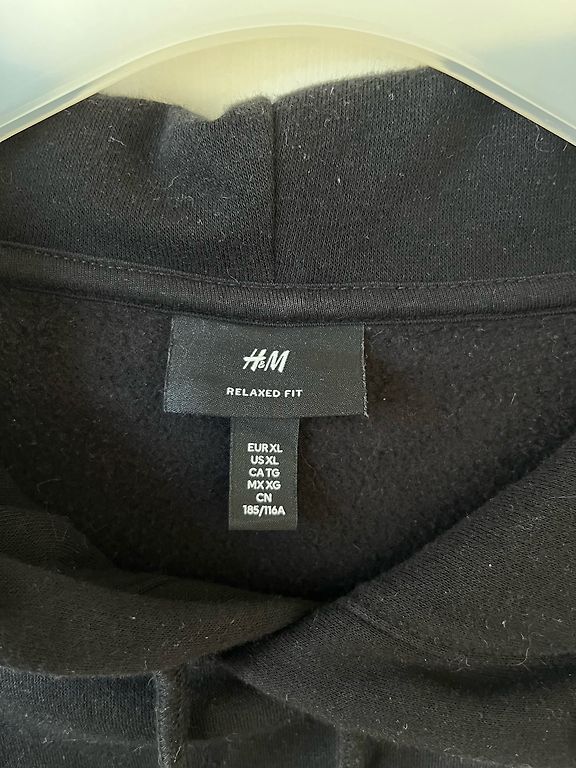 H&M
RELAXED FIT
EUR XL
US XL
CA TG
MX XG
CN
185/116A